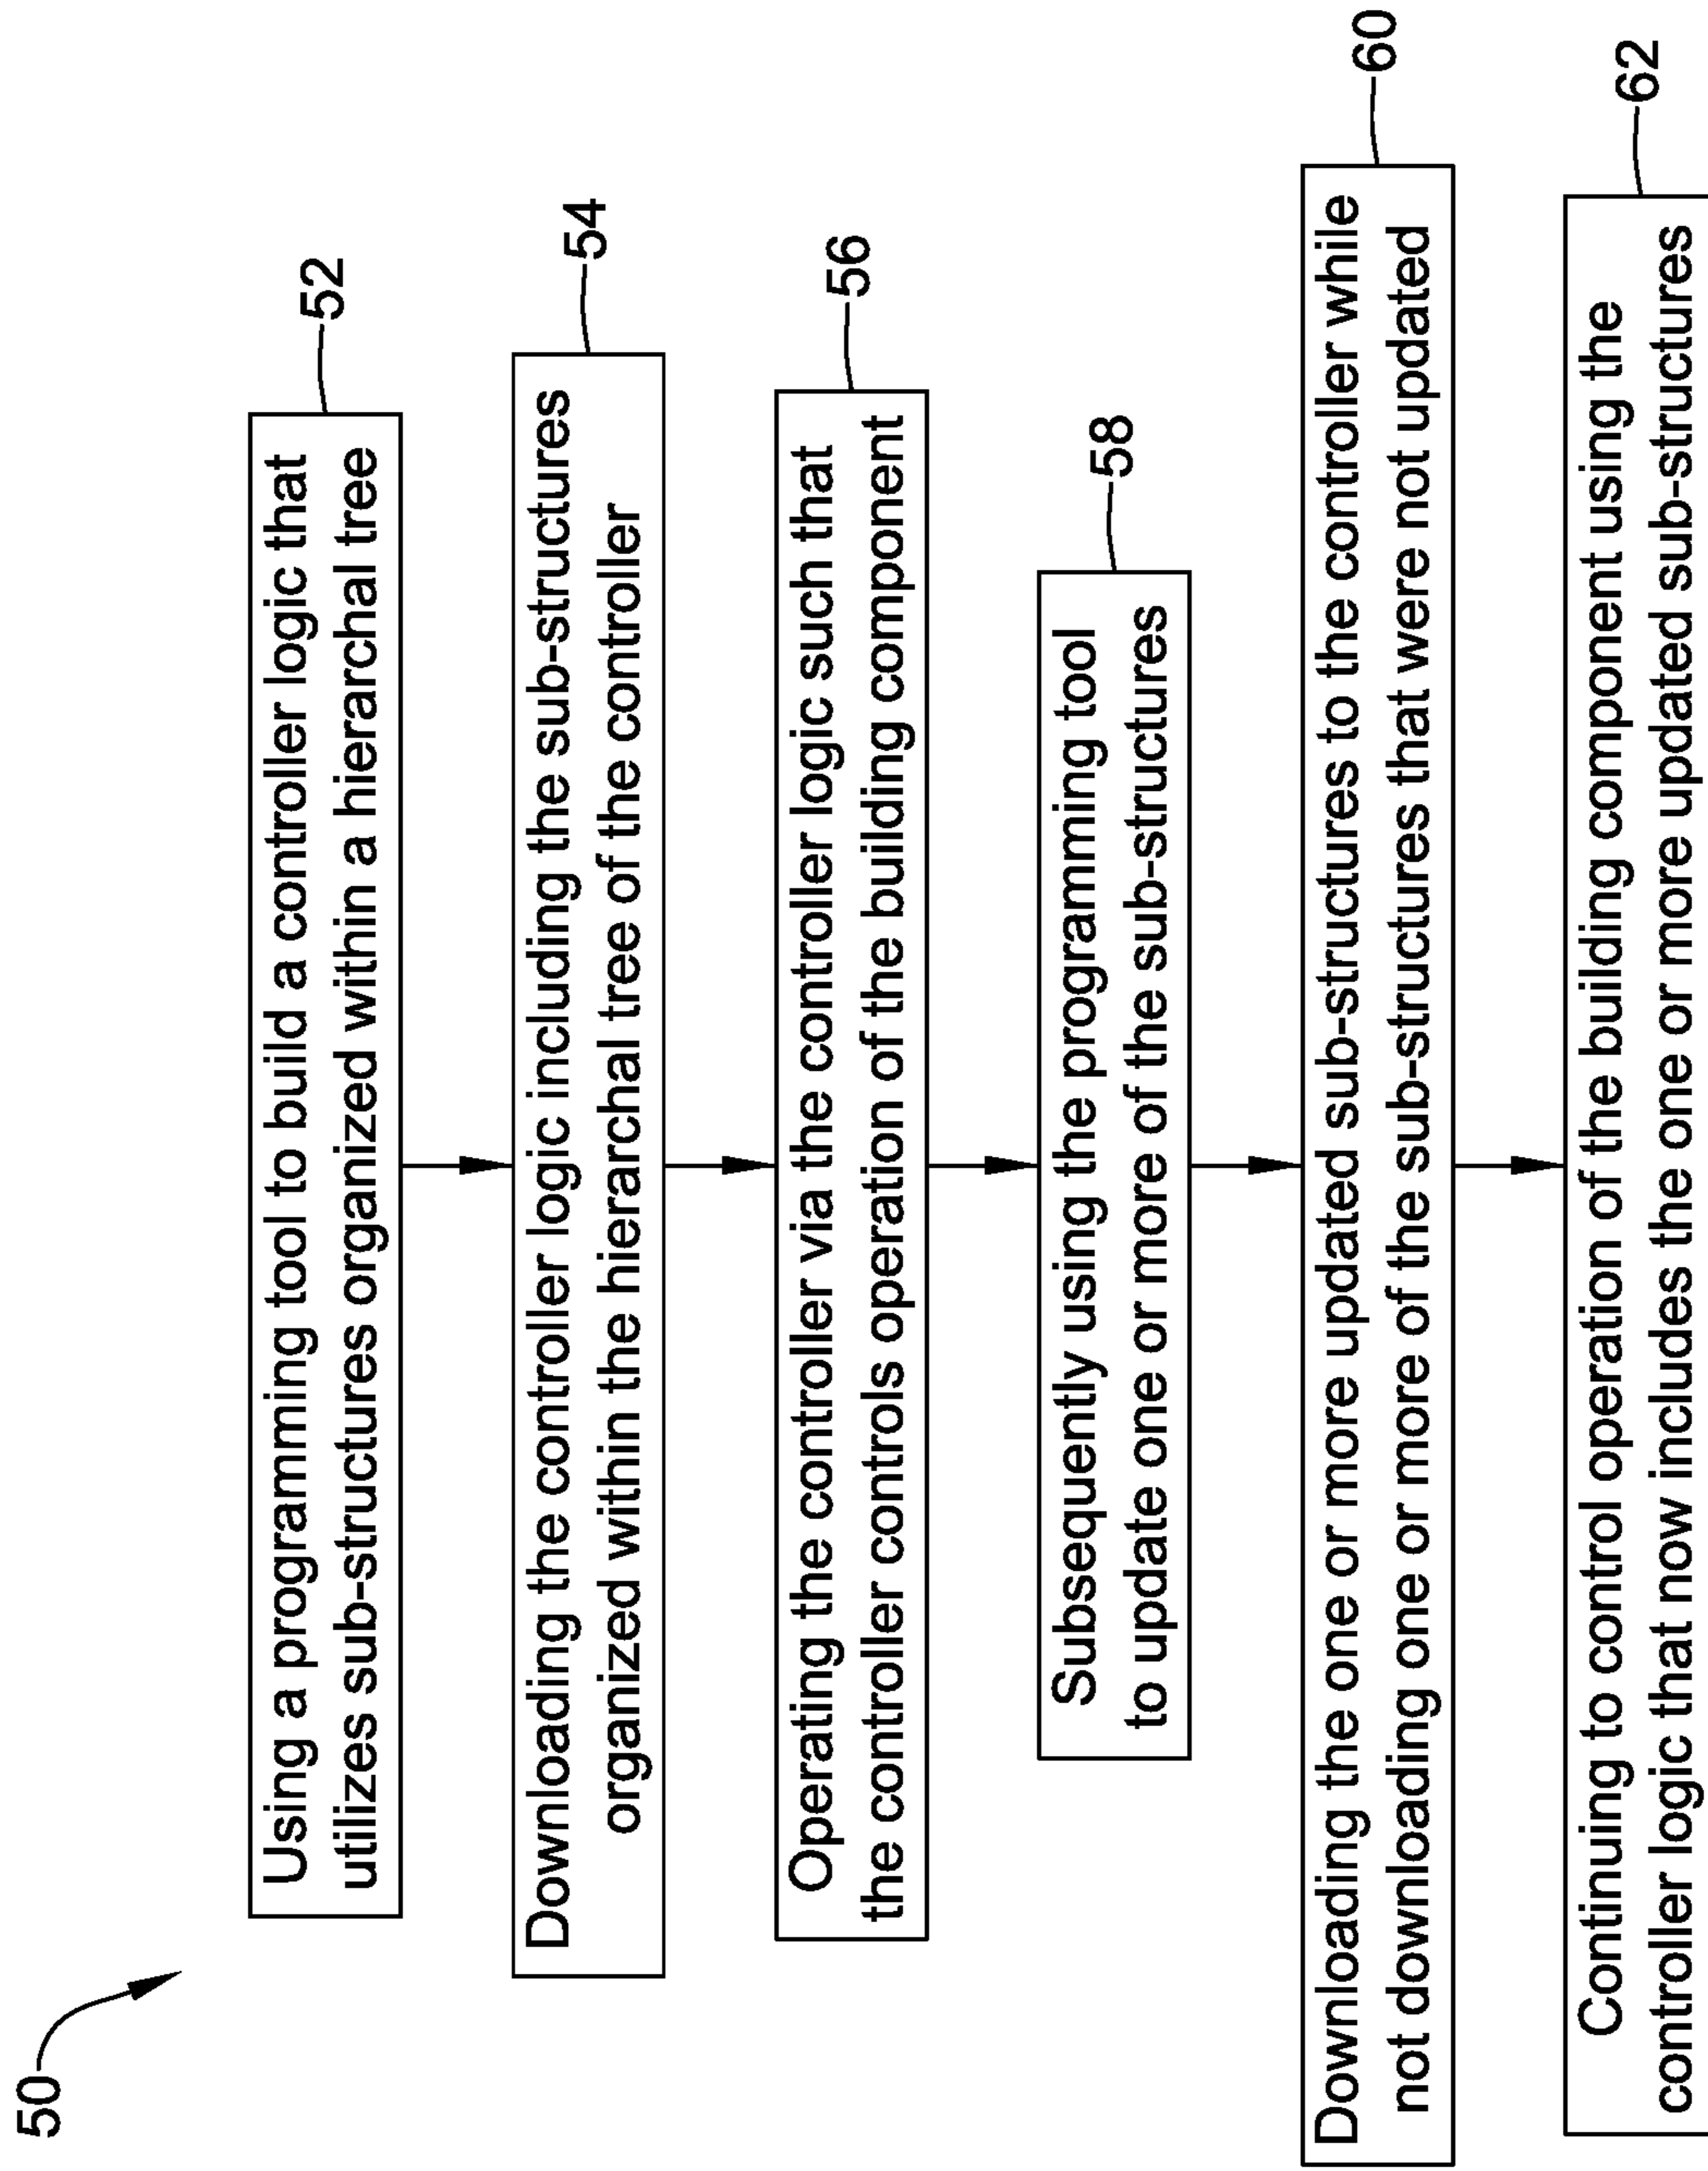 50
Using a programming tool to build a controller logic that
utilizes sub-structures organized within a hierarchal tree
52
Downloading the controller logic including the sub-structures
organized within the hierarchal tree of the controller
54
Operating the controller via the controller logic such that
the controller controls operation of the building component
56
Subsequently using the programming tool
to update one or more of the sub-structures
58
Downloading the one or more updated sub-structures to the controller while
not downloading one or more of the sub-structures that were not updated
60
Continuing to control operation of the building component using the
controller logic that now includes the one or more updated sub-structures
62